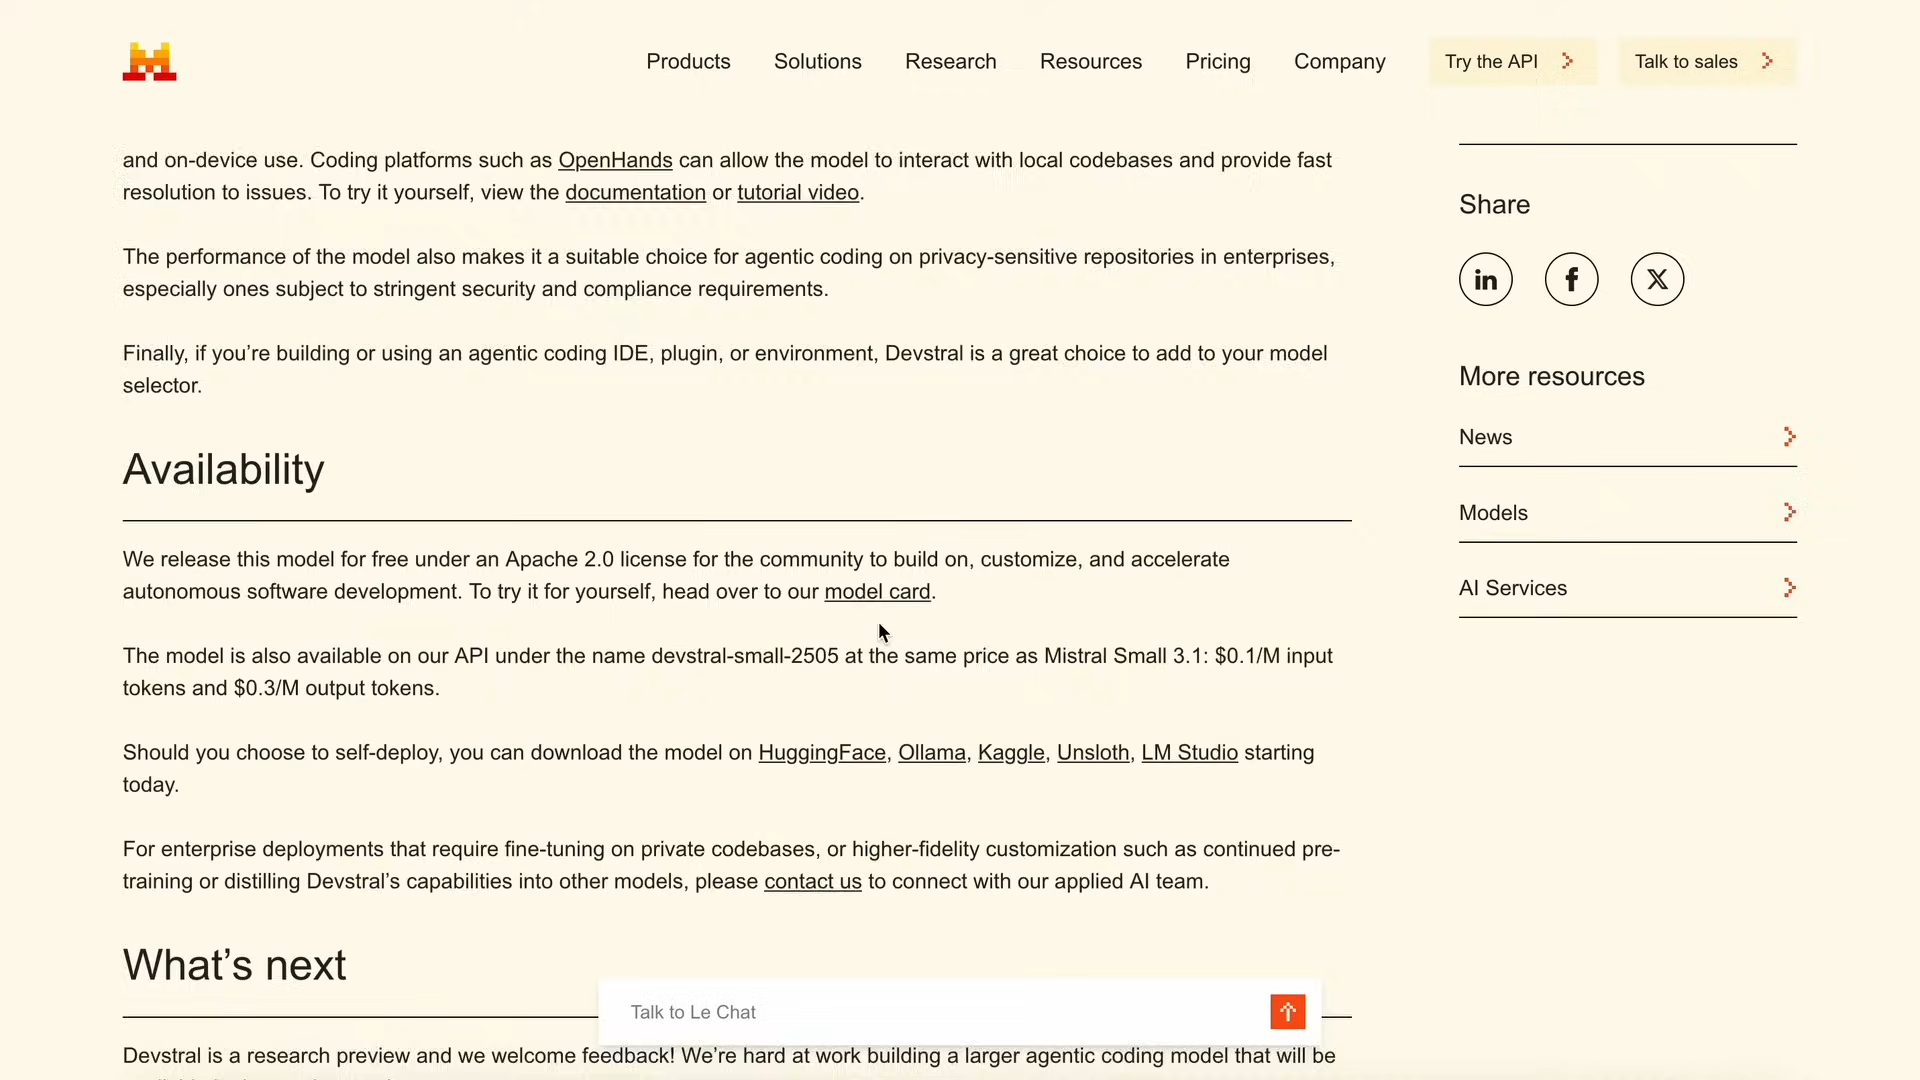 Products Solutions Research Resources Pricing Company Try the API Talk to sales
and on-device use. Coding platforms such as OpenHands can allow the model to interact with local codebases and provide fast
resolution to issues. To try it yourself, view the documentation or tutorial video.
The performance of the model also makes it a suitable choice for agentic coding on privacy-sensitive repositories in enterprises,
especially ones subject to stringent security and compliance requirements.
Finally, if you’re building or using an agentic coding IDE, plugin, or environment, Devstral is a great choice to add to your model
selector.
Availability
We release this model for free under an Apache 2.0 license for the community to build on, customize, and accelerate
autonomous software development. To try it for yourself, head over to our model card.
The model is also available on our API under the name devstral-small-2505 at the same price as Mistral Small 3.1: $0.1/M input
tokens and $0.3/M output tokens.
Should you choose to self-deploy, you can download the model on HuggingFace, Ollama, Kaggle, Unsloth, LM Studio starting
today.
For enterprise deployments that require fine-tuning on private codebases, or higher-fidelity customization such as continued pre-
training or distilling Devstral’s capabilities into other models, please contact us to connect with our applied AI team.
What’s next
Talk to Le Chat
Devstral is a research preview and we welcome feedback! We’re hard at work building a larger agentic coding model that will be
Share
in f X
More resources
News
Models
AI Services